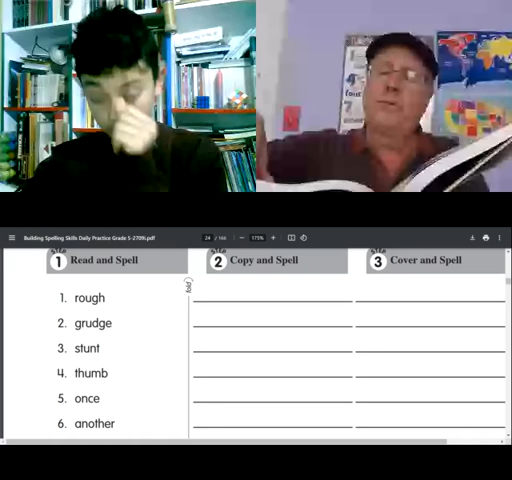 Building Spelling Skills Daily Practice Grade 5-2709i.pdf
24 / 166
175%
STEP 1 Read and Spell
STEP 2 Copy and Spell
STEP 3 Cover and Spell
fold
1. rough
2. grudge
3. stunt
4. thumb
5. once
6. another